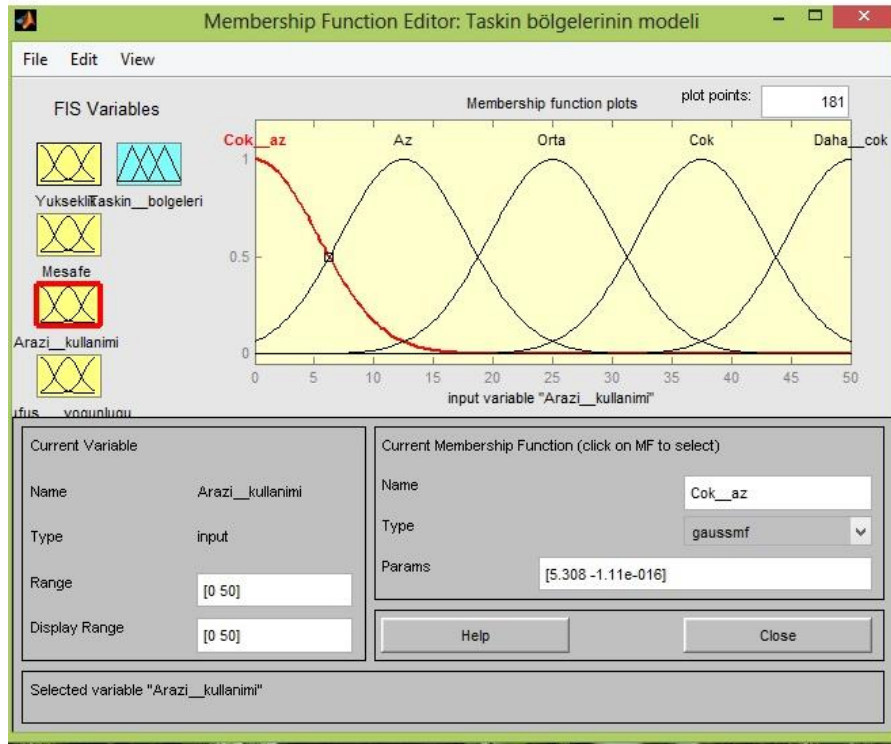 Membership Function Editor: Taskin bölgelerinin modeli
File Edit View
FIS Variables
Membership function plots
plot points:
181
Cok__az Az Orta Cok Daha__cok
1
0.5
0
0 5 10 15 20 25 30 35 40 45 50
input variable "Arazi__kullanimi"
Yukseklik
Taskin__bolgeleri
Mesafe
Arazi__kullanimi
ufus__yogunlugu
Current Variable
Name Arazi__kullanimi
Type input
Range [0 50]
Display Range [0 50]
Current Membership Function (click on MF to select)
Name Cok__az
Type gaussmf
Params [5.308 -1.11e-016]
Help Close
Selected variable "Arazi__kullanimi"